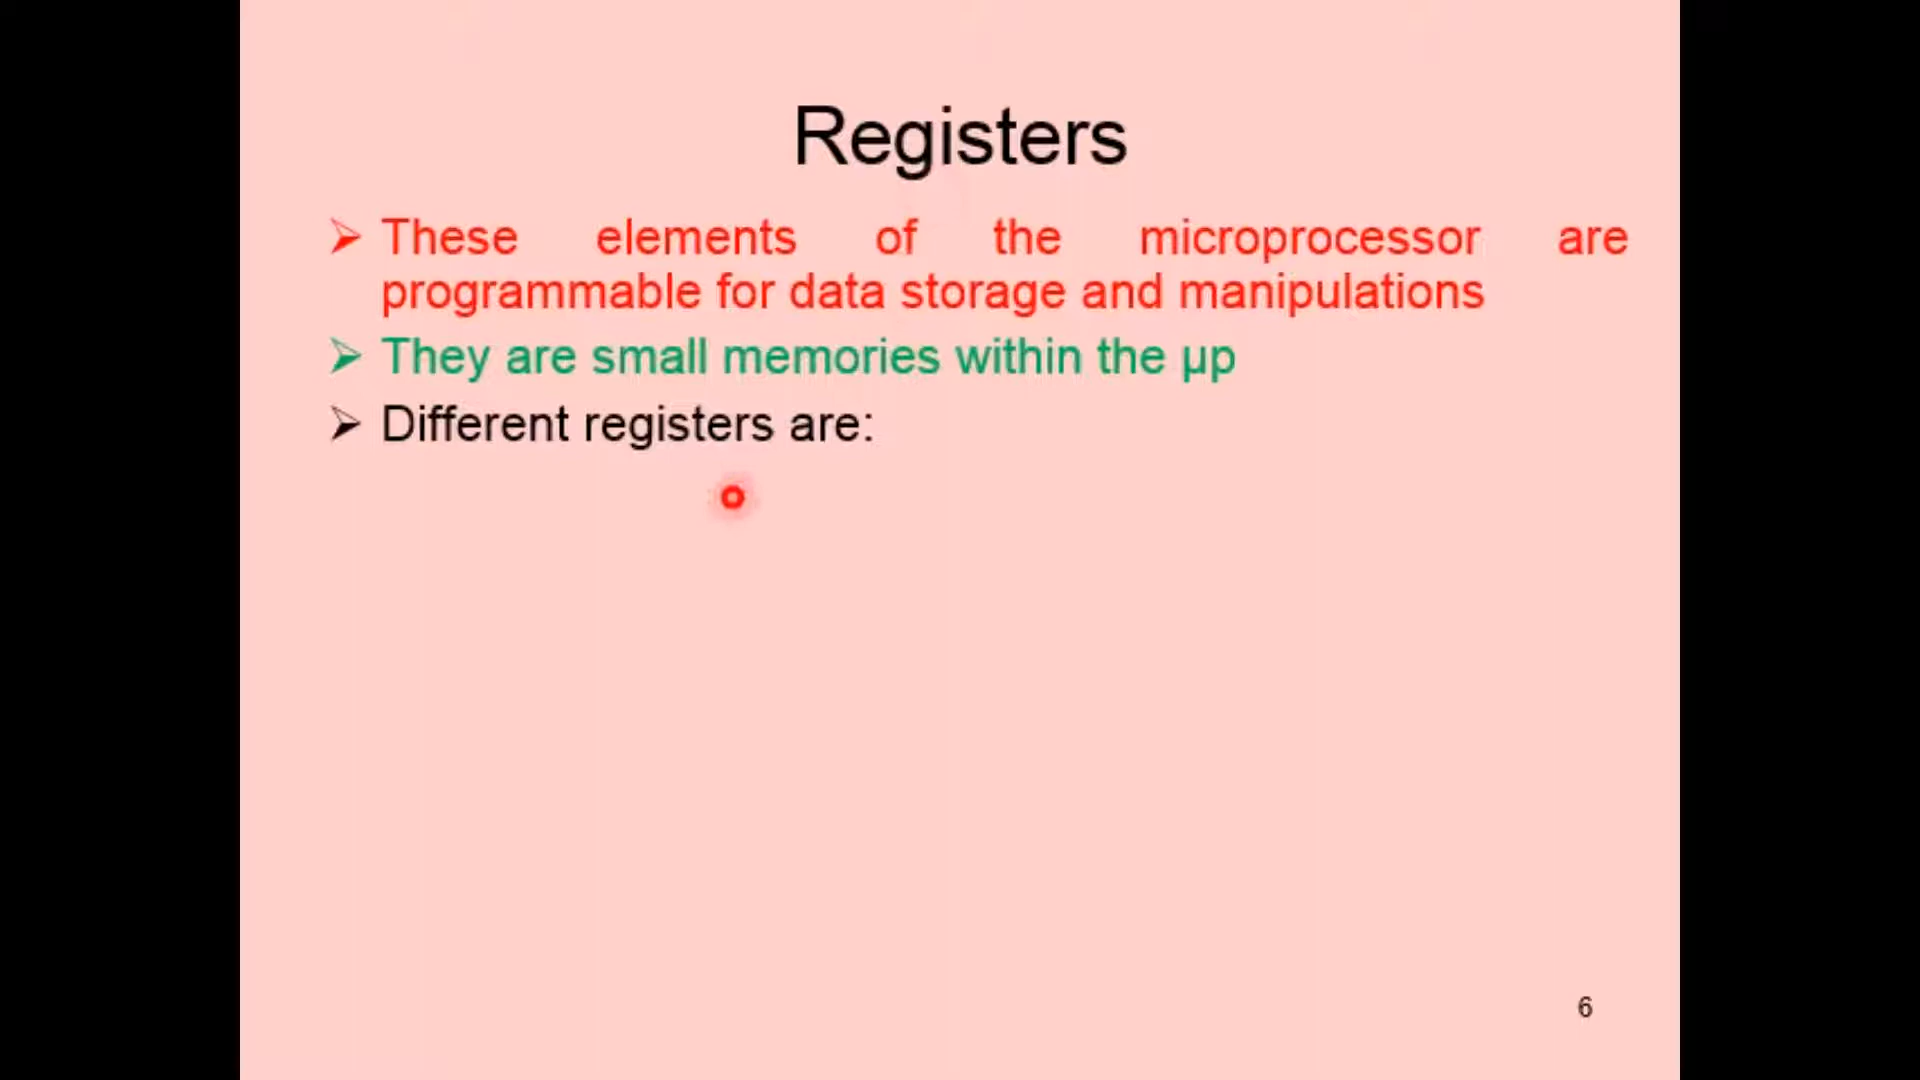 Registers
These elements of the microprocessor are
programmable for data storage and manipulations
They are small memories within the µp
Different registers are:
6